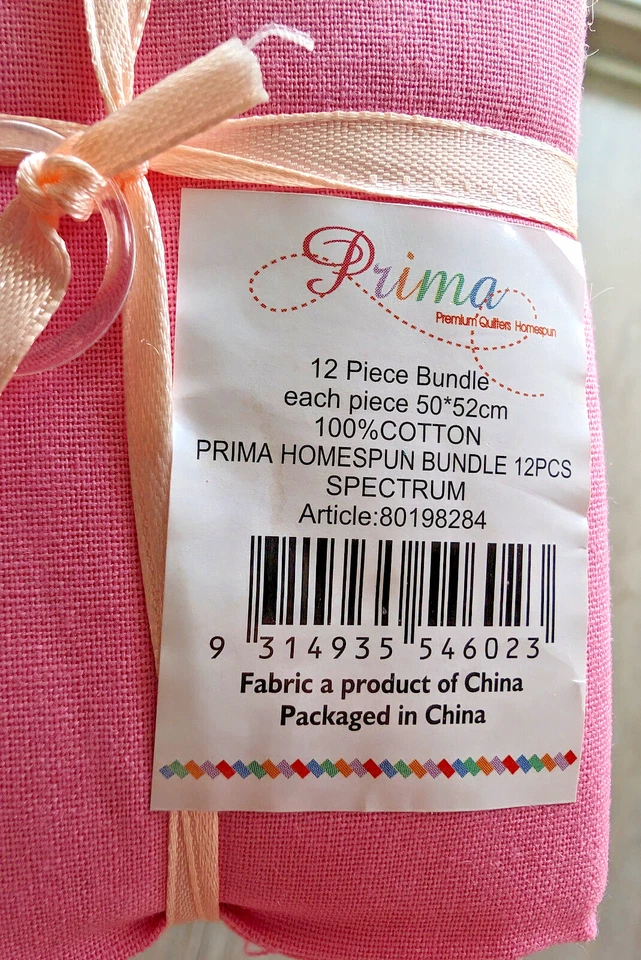 Prima
Premium Quilters Homespun
12 Piece Bundle
each piece 50*52cm
100%COTTON
PRIMA HOMESPUN BUNDLE 12PCS
SPECTRUM
Article:80198284
9 314935 546023
Fabric a product of China
Packaged in China